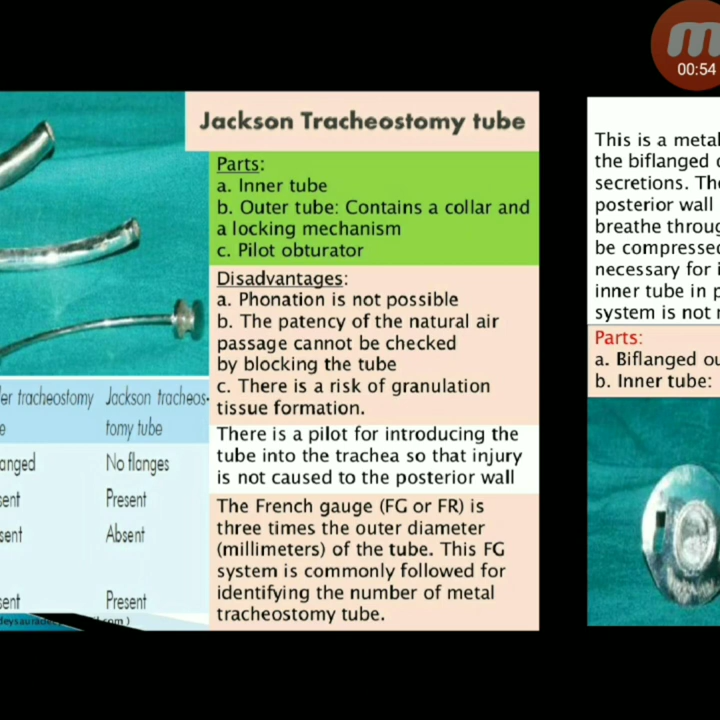 00:54
Jackson Tracheostomy tube
Parts:
a. Inner tube
b. Outer tube: Contains a collar and
a locking mechanism
c. Pilot obturator
Disadvantages:
a. Phonation is not possible
b. The patency of the natural air
passage cannot be checked
by blocking the tube
c. There is a risk of granulation
tissue formation.
There is a pilot for introducing the
tube into the trachea so that injury
is not caused to the posterior wall
The French gauge (FG or FR) is
three times the outer diameter
(millimeters) of the tube. This FG
system is commonly followed for
identifying the number of metal
tracheostomy tube.
er tracheostomy Jackson tracheos-
e tomy tube
anged No flanges
sent Present
sent Absent
sent Present
This is a metal
the biflanged
secretions. The
posterior wall
breathe throug
be compressed
necessary for i
inner tube in p
system is not
Parts:
a. Biflanged ou
b. Inner tube: